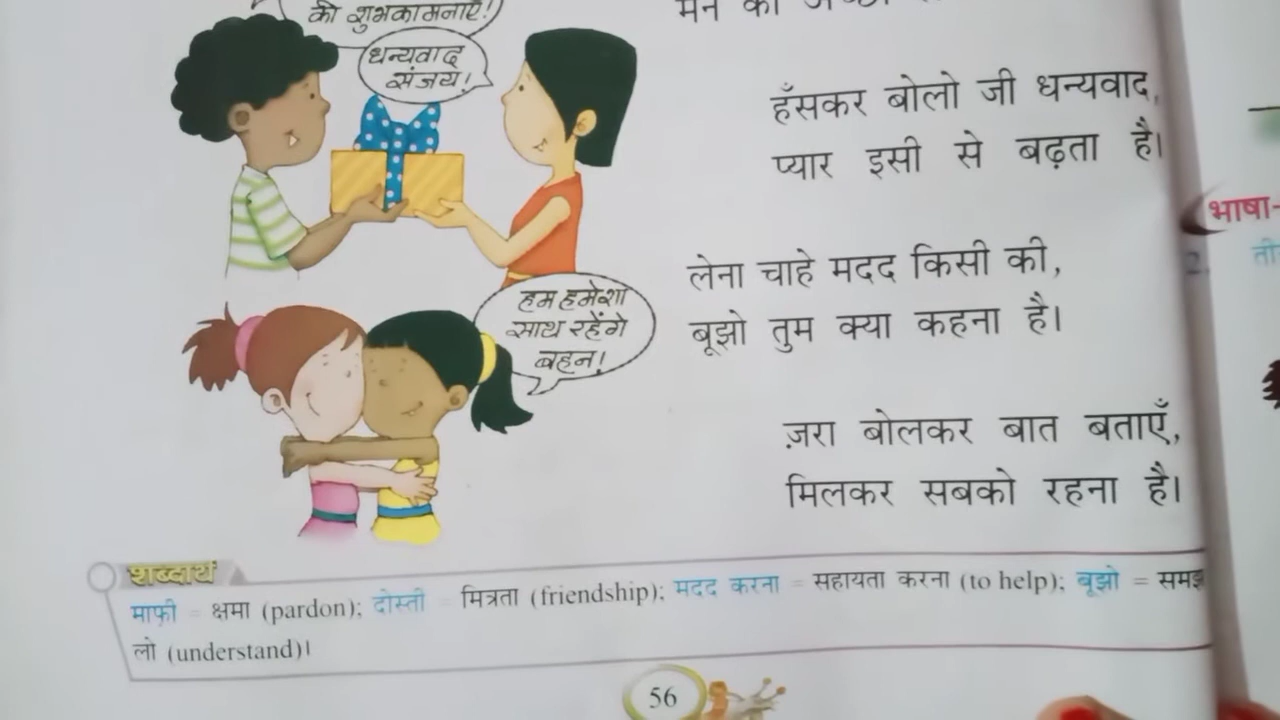 की शुभकामनाएँ!
धन्यवाद
संजय!
हँसकर बोलो जी धन्यवाद,
प्यार इसी से बढ़ता है।
हम हमेशा
साथ रहेंगे
बहन!
लेना चाहे मदद किसी की,
बूझो तुम क्या कहना है।
ज़रा बोलकर बात बताएँ,
मिलकर सबको रहना है।
शब्दार्थ
माफ़ी = क्षमा (pardon); दोस्ती = मित्रता (friendship); मदद करना = सहायता करना (to help); बूझो = समझ
लो (understand)।
56
भाषा-
2.